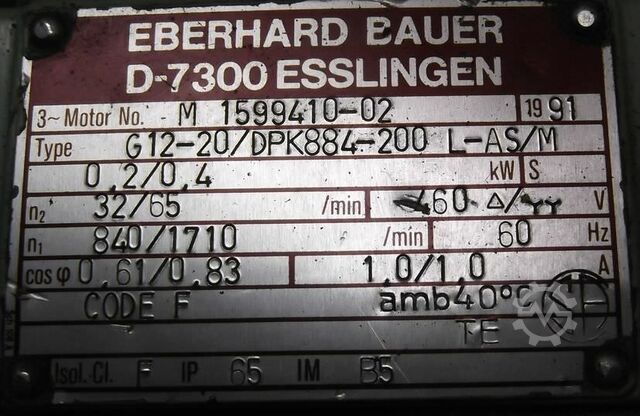 EBERHARD BAUER
D-7300 ESSLINGEN
3~ Motor No. M 1599410-02 1991
Type G12-20/DPK884-200 L-AS/M
0,2/0,4 kW S
n₂ 32/65 /min 460 Δ/YY V
n₁ 840/1710 /min 60 Hz
cos φ 0,61/0,83 1,0/1,0 A
CODE F amb40°C
TE
Isol.Cl. F IP 65 IM B5